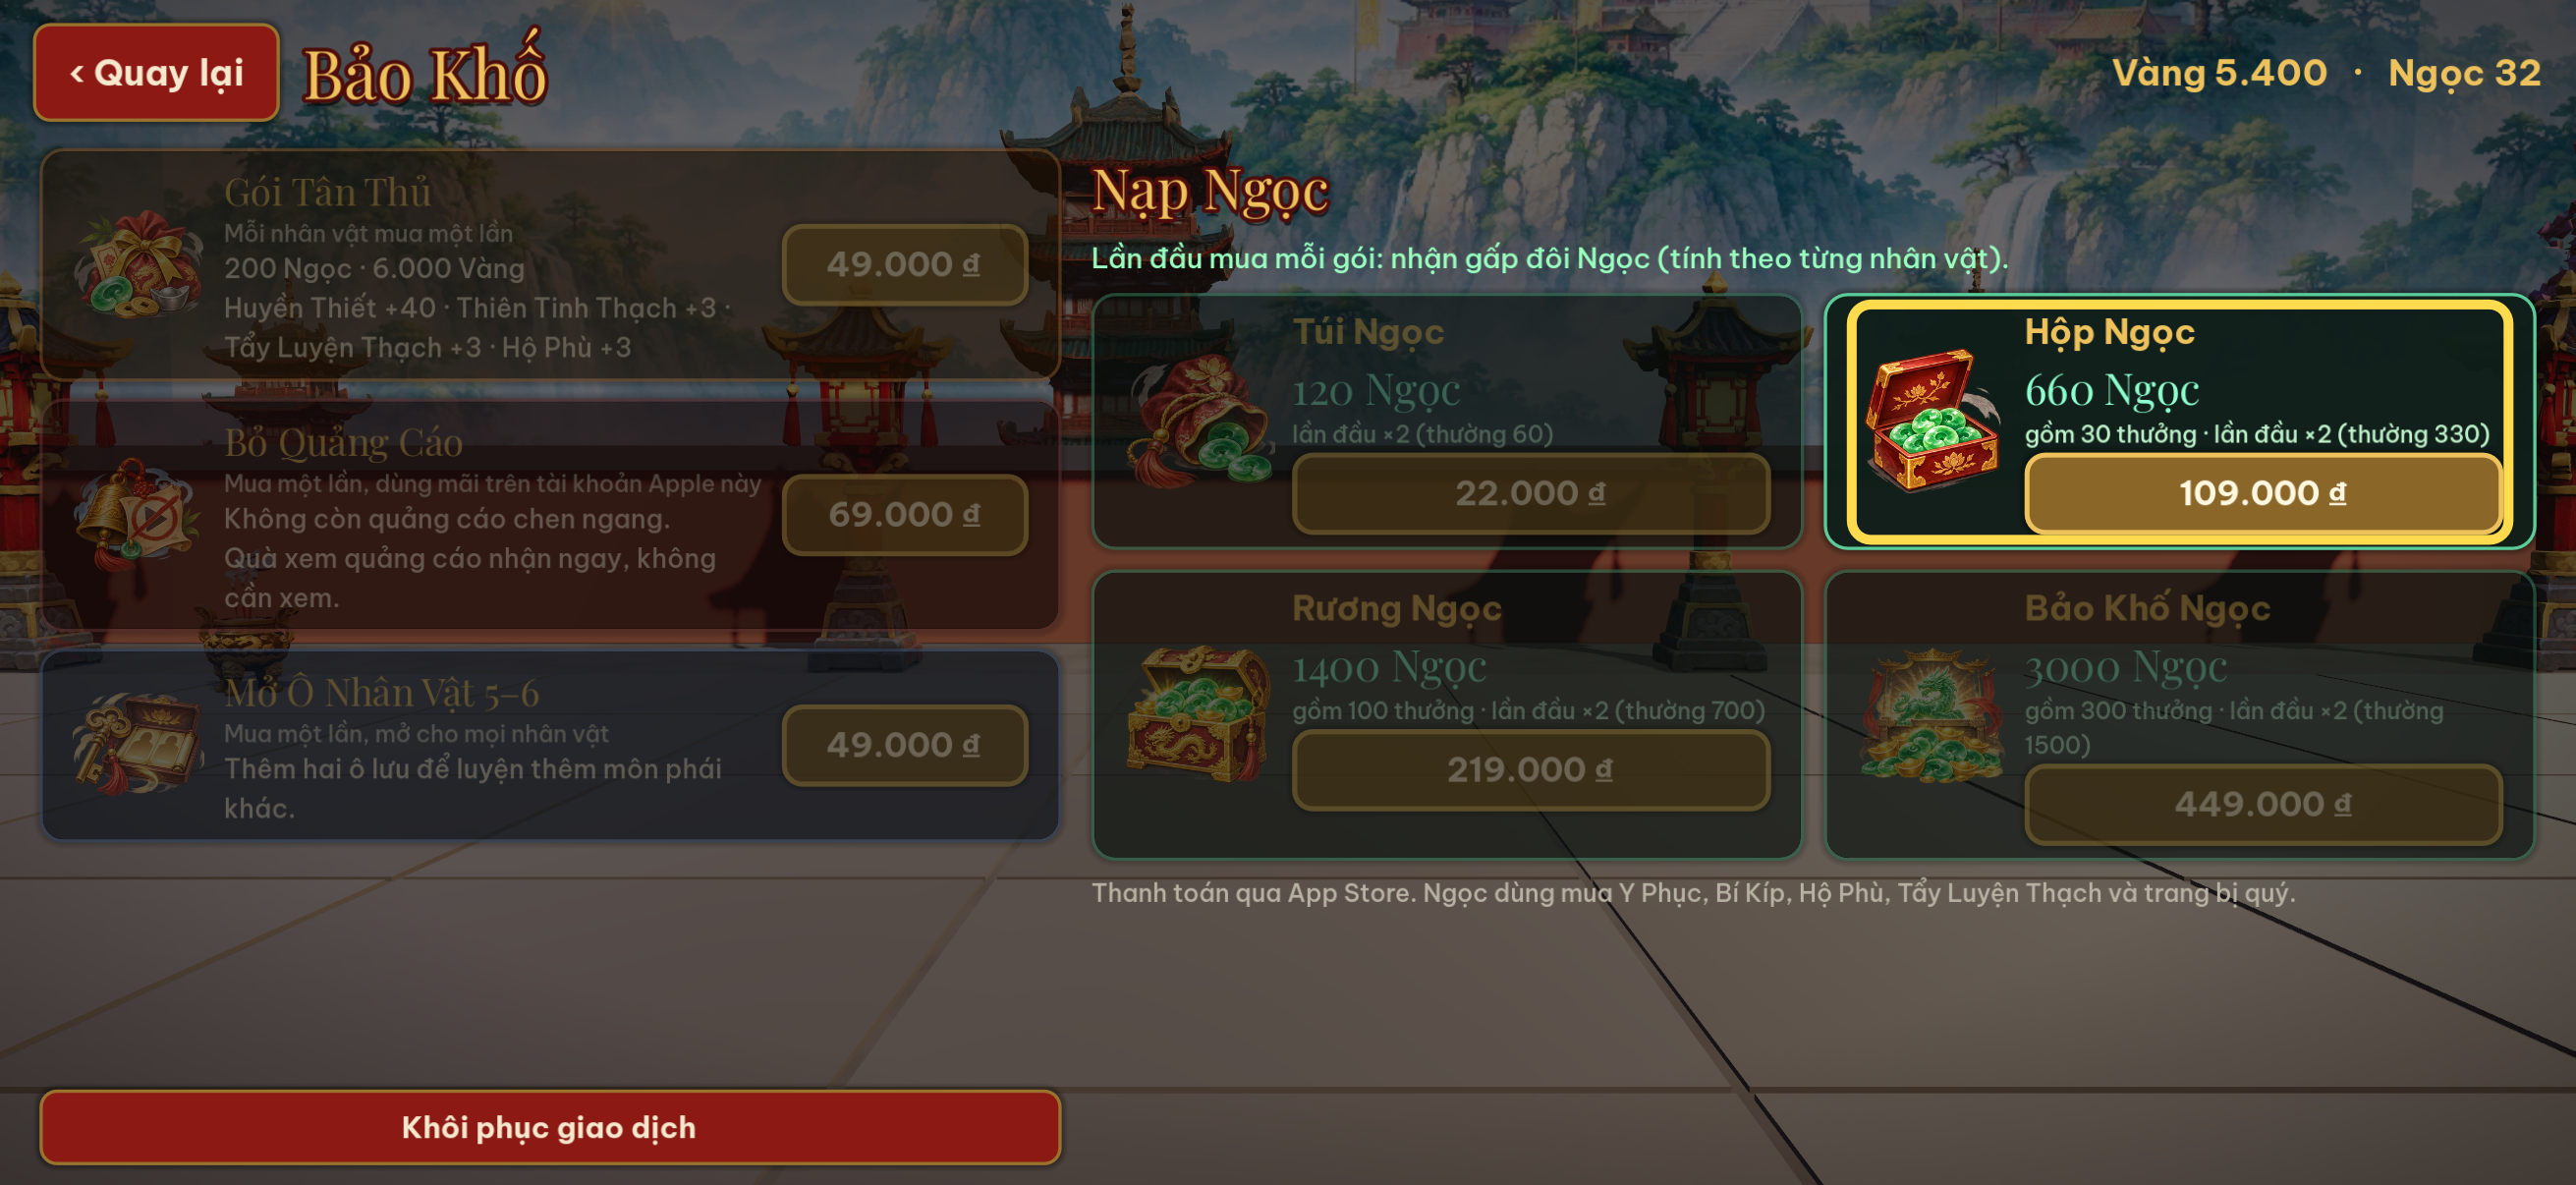 ‹ Quay lại
Bảo Khố
Vàng 5.400 · Ngọc 32
Gói Tân Thủ
Mỗi nhân vật mua một lần
200 Ngọc · 6.000 Vàng
Huyền Thiết +40 · Thiên Tinh Thạch +3 ·
Tẩy Luyện Thạch +3 · Hộ Phù +3
49.000 đ
Bỏ Quảng Cáo
Mua một lần, dùng mãi trên tài khoản Apple này
Không còn quảng cáo chen ngang.
Quà xem quảng cáo nhận ngay, không
cần xem.
69.000 đ
Mở Ô Nhân Vật 5–6
Mua một lần, mở cho mọi nhân vật
Thêm hai ô lưu để luyện thêm môn phái
khác.
49.000 đ
Khôi phục giao dịch
Nạp Ngọc
Lần đầu mua mỗi gói: nhận gấp đôi Ngọc (tính theo từng nhân vật).
Túi Ngọc
120 Ngọc
lần đầu ×2 (thường 60)
22.000 đ
Hộp Ngọc
660 Ngọc
gồm 30 thưởng · lần đầu ×2 (thường 330)
109.000 đ
Rương Ngọc
1400 Ngọc
gồm 100 thưởng · lần đầu ×2 (thường 700)
219.000 đ
Bảo Khố Ngọc
3000 Ngọc
gồm 300 thưởng · lần đầu ×2 (thường
1500)
449.000 đ
Thanh toán qua App Store. Ngọc dùng mua Y Phục, Bí Kíp, Hộ Phù, Tẩy Luyện Thạch và trang bị quý.